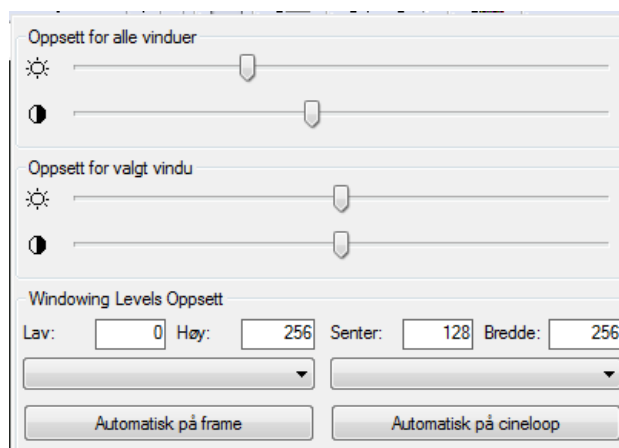 Oppsett for alle vinduer
Oppsett for valgt vindu
Windowing Levels Oppsett
Lav: 0 Høy: 256 Senter: 128 Bredde: 256
Automatisk på frame Automatisk på cineloop